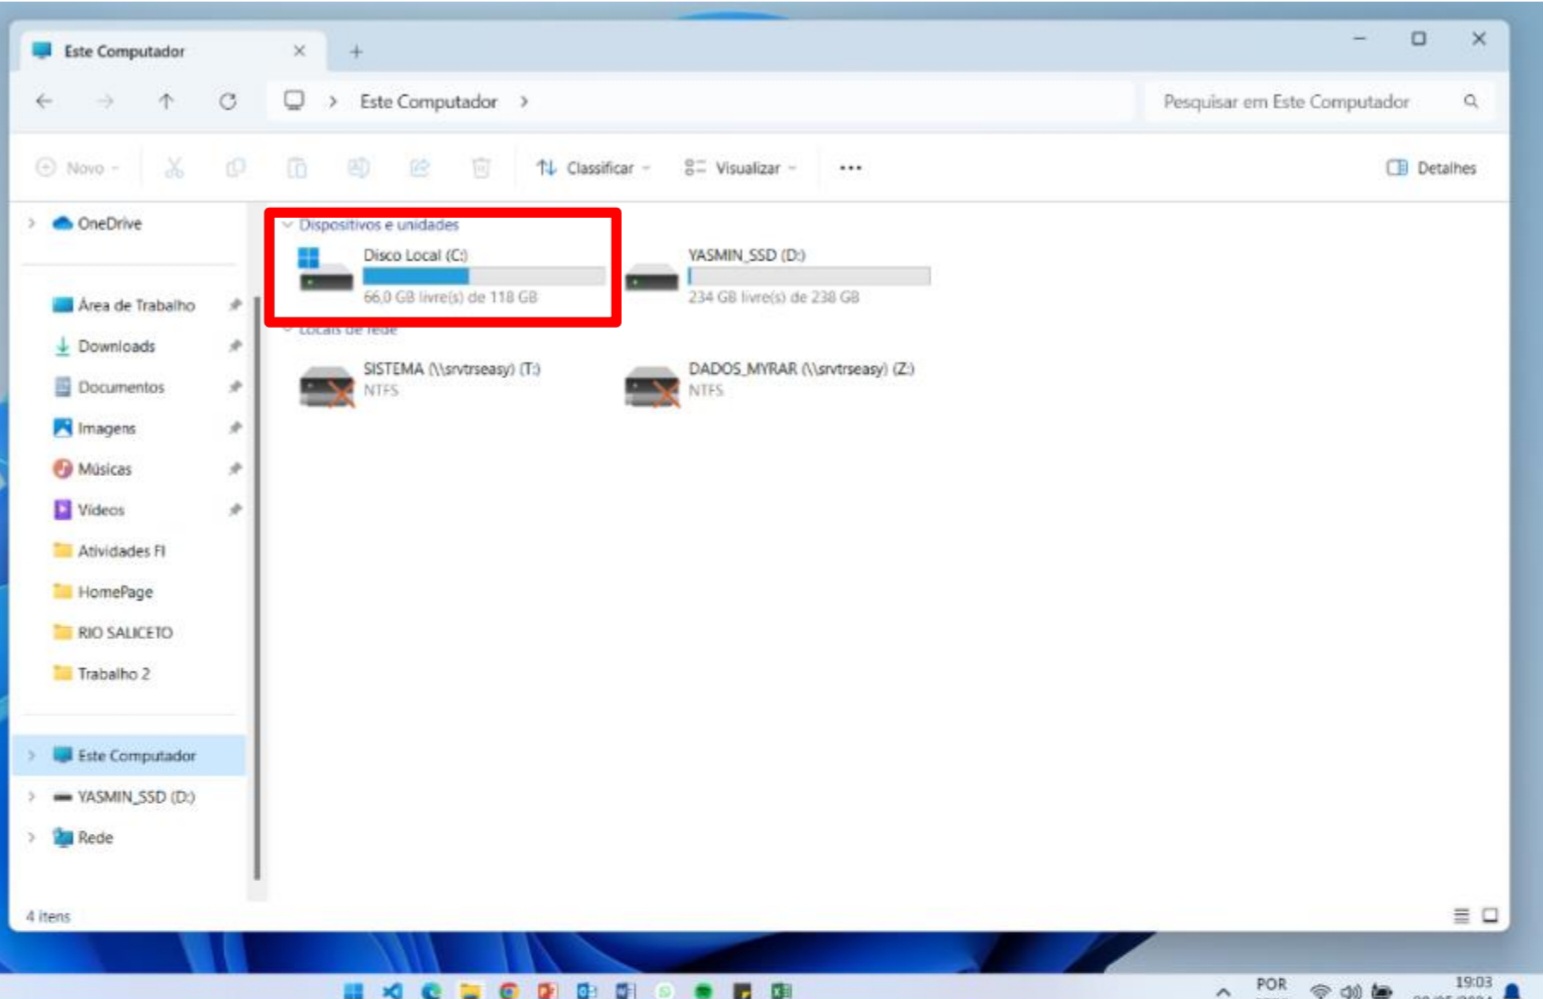 Este Computador
Este Computador
Pesquisar em Este Computador
Novo
Classificar
Visualizar
Detalhes
OneDrive
Área de Trabalho
Downloads
Documentos
Imagens
Músicas
Vídeos
Atividades FI
HomePage
RIO SALICETO
Trabalho 2
Este Computador
YASMIN_SSD (D:)
Rede
Dispositivos e unidades
Disco Local (C:)
66,0 GB livre(s) de 118 GB
YASMIN_SSD (D:)
234 GB livre(s) de 238 GB
Locais de rede
SISTEMA (\\srvtrseasy) (T:)
NTFS
DADOS_MYRAR (\\srvtrseasy) (Z:)
NTFS
4 itens
POR
19:03